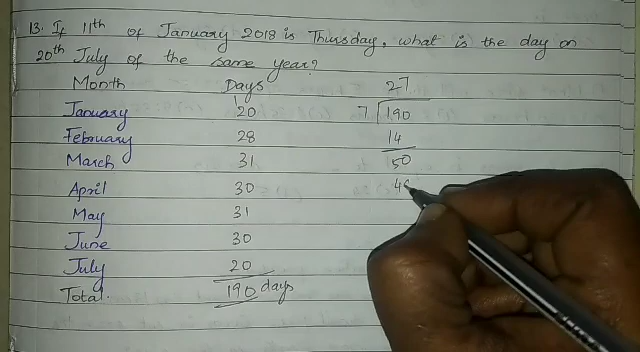 13. If 11th of January 2018 is Thursday, what is the day on
20th July of the same year?
Month Days 27
January 20 7 190
February 28 14
March 31 50
April 30 49
May 31
June 30
July 20
Total. 190 days